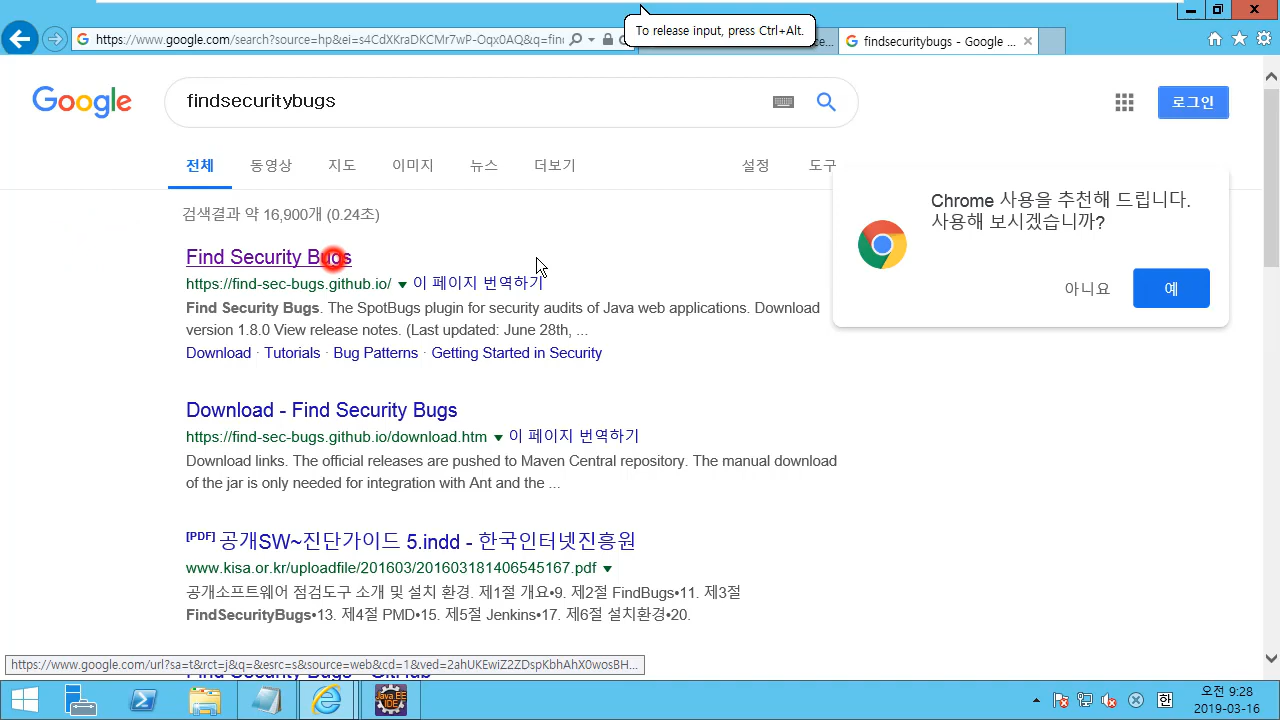 To release input, press Ctrl+Alt.
https://www.google.com/search?source=hp&ei=s4CdXKraDKCMr7wP-Oqx0AQ&q=fin
ce...
findsecuritybugs - Google ...
Google
findsecuritybugs
로그인
전체 동영상 지도 이미지 뉴스 더보기 설정 도구
검색결과 약 16,900개 (0.24초)
Chrome 사용을 추천해 드립니다.
사용해 보시겠습니까?
아니요 예
Find Security Bugs
https://find-sec-bugs.github.io/ ▼ 이 페이지 번역하기
Find Security Bugs. The SpotBugs plugin for security audits of Java web applications. Download
version 1.8.0 View release notes. (Last updated: June 28th, ...
Download · Tutorials · Bug Patterns · Getting Started in Security
Download - Find Security Bugs
https://find-sec-bugs.github.io/download.htm ▼ 이 페이지 번역하기
Download links. The official releases are pushed to Maven Central repository. The manual download
of the jar is only needed for integration with Ant and the ...
[PDF] 공개SW~진단가이드 5.indd - 한국인터넷진흥원
www.kisa.or.kr/uploadfile/201603/201603181406545167.pdf ▼
공개소프트웨어 점검도구 소개 및 설치 환경. 제1절 개요•9. 제2절 FindBugs•11. 제3절
FindSecurityBugs•13. 제4절 PMD•15. 제5절 Jenkins•17. 제6절 설치환경•20.
https://www.google.com/url?sa=t&rct=j&q=&esrc=s&source=web&cd=1&ved=2ahUKEwiZ2ZDspKbhAhX0wosBH...
Find Security Bugs - GitHub
Java EE
IDE
한
오전 9:28
2019-03-16